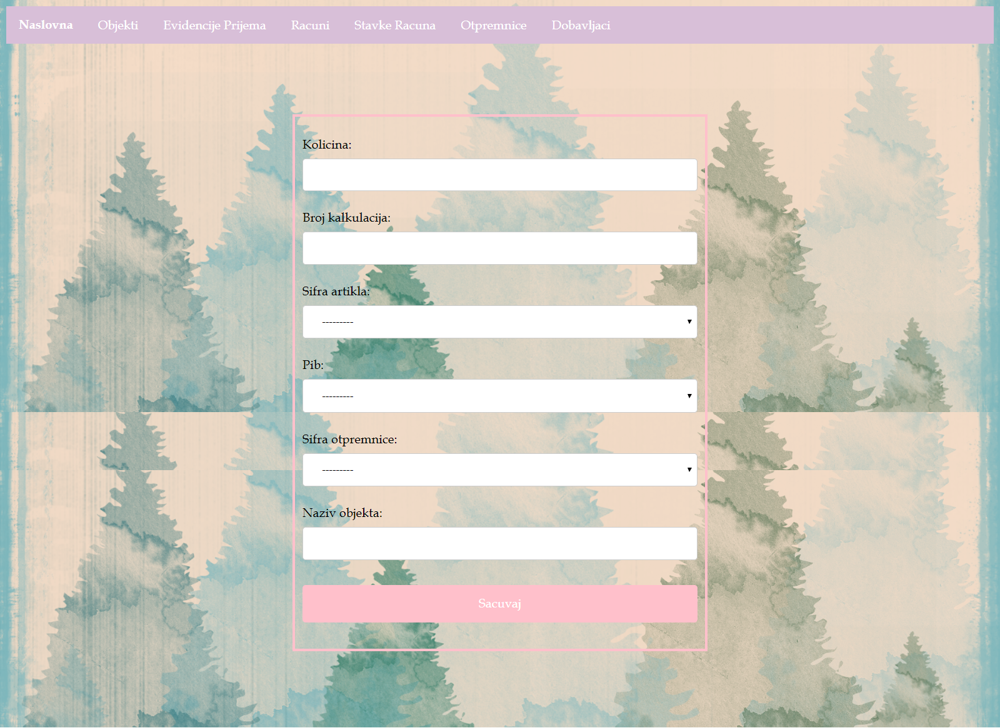 Naslovna Objekti Evidencije Prijema Racuni Stavke Racuna Otpremnice Dobavljaci
Kolicina:
Broj kalkulacija:
Sifra artikla:
---------
Pib:
---------
Sifra otpremnice:
---------
Naziv objekta:
Sacuvaj